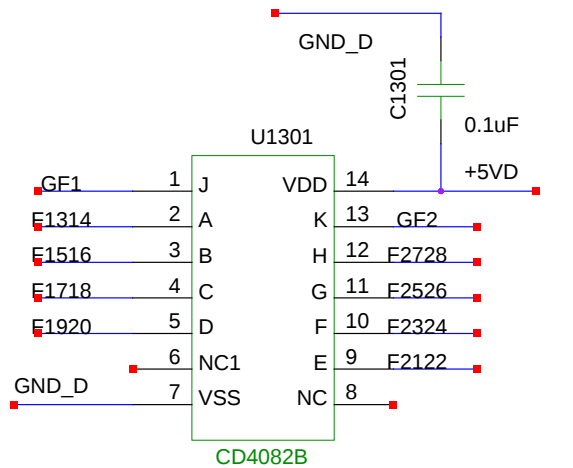 GND_D
C1301
0.1uF
U1301
+5VD
GF1 1 J VDD 14
F1314 2 A K 13 GF2
F1516 3 B H 12 F2728
F1718 4 C G 11 F2526
F1920 5 D F 10 F2324
6 NC1 E 9 F2122
GND_D 7 VSS NC 8
CD4082B